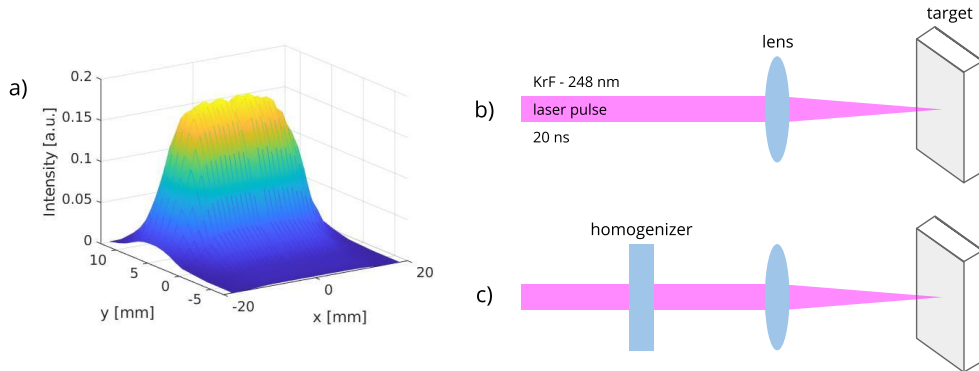 a)
Intensity [a.u.]
0.2
0.15
0.1
0.05
0
10
5
0
-5
y [mm]
-20
0
20
x [mm]
b)
KrF - 248 nm
laser pulse
20 ns
lens
target
c)
homogenizer